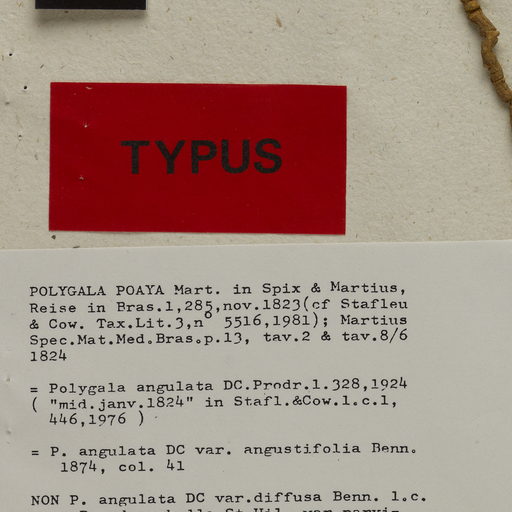 TYPUS
POLYGALA POAYA Mart. in Spix & Martius,
Reise in Bras.1,285,nov.1823(cf Stafleu
& Cow. Tax.Lit.3,n° 5516,1981); Martius
Spec.Mat.Med.Bras.p.13, tav.2 & tav.8/6
1824
= Polygala angulata DC.Prodr.1.328,1924
( "mid.janv.1824" in Stafl.&Cow.l.c.1,
446,1976 )
= P. angulata DC var. angustifolia Benn.
1874, col. 41
NON P. angulata DC var.diffusa Benn. l.c.